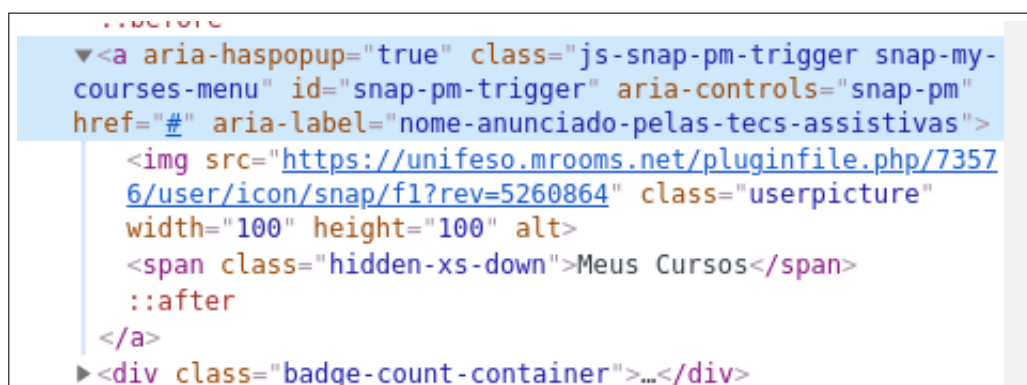 ::before
▼<a aria-haspopup="true" class="js-snap-pm-trigger snap-my-
courses-menu" id="snap-pm-trigger" aria-controls="snap-pm"
href="#" aria-label="nome-anunciado-pelas-tecs-assistivas">
<img src="https://unifeso.mrooms.net/pluginfile.php/7357
6/user/icon/snap/f1?rev=5260864" class="userpicture"
width="100" height="100" alt>
<span class="hidden-xs-down">Meus Cursos</span>
::after
</a>
▶<div class="badge-count-container">…</div>